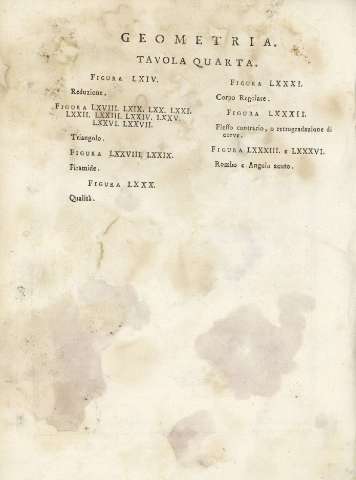 GEOMETRIA.
TAVOLA QUARTA.
FIGURA LXIV.
Reduzione.
FIGURA LXVIII. LXIX. LXX. LXXI.
LXXII. LXXIII. LXXIV. LXXV.
LXXVI. LXXVII.
Triangolo.
FIGURA LXXVIII, LXXIX.
Piramide.
FIGURA LXXX.
Qualità.
FIGURA LXXXI.
Corpo Regolare.
FIGURA LXXXII.
Flesso contrario, o retrogradazione di
curve.
FIGURA LXXXIII. e LXXXVI.
Rombo e Angolo acuto.